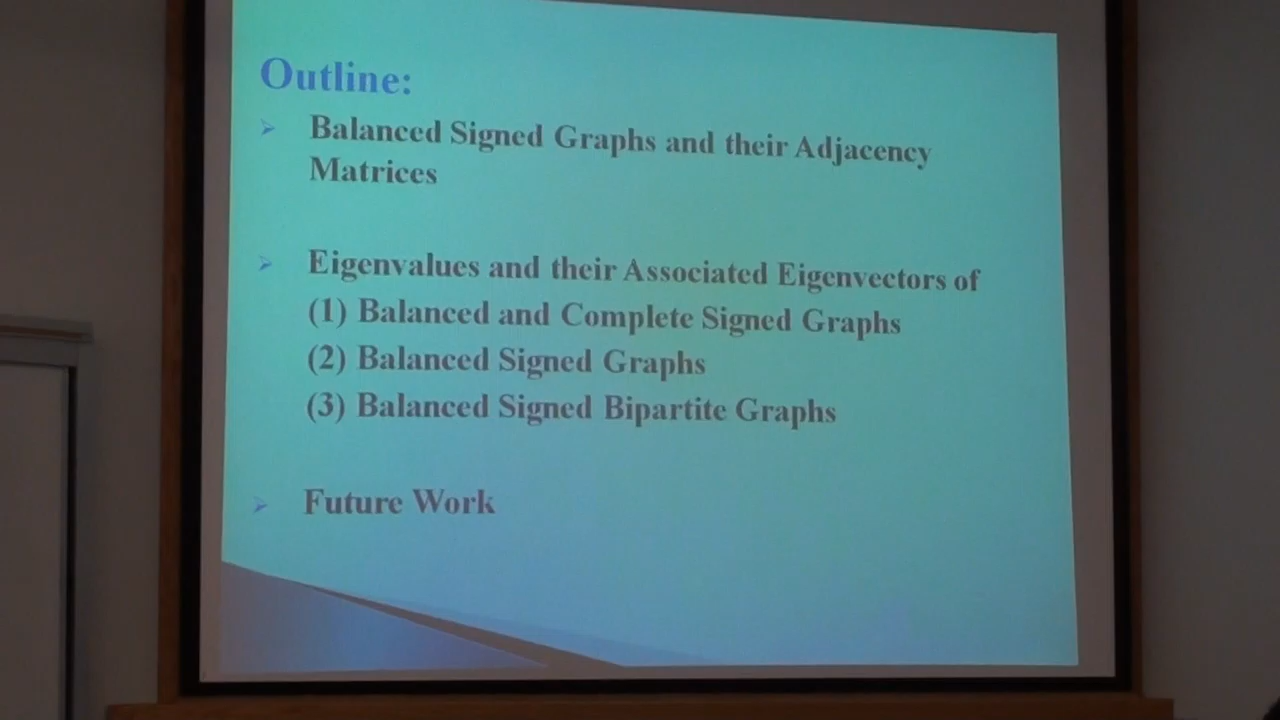 Outline:
Balanced Signed Graphs and their Adjacency
Matrices
Eigenvalues and their Associated Eigenvectors of
(1) Balanced and Complete Signed Graphs
(2) Balanced Signed Graphs
(3) Balanced Signed Bipartite Graphs
Future Work